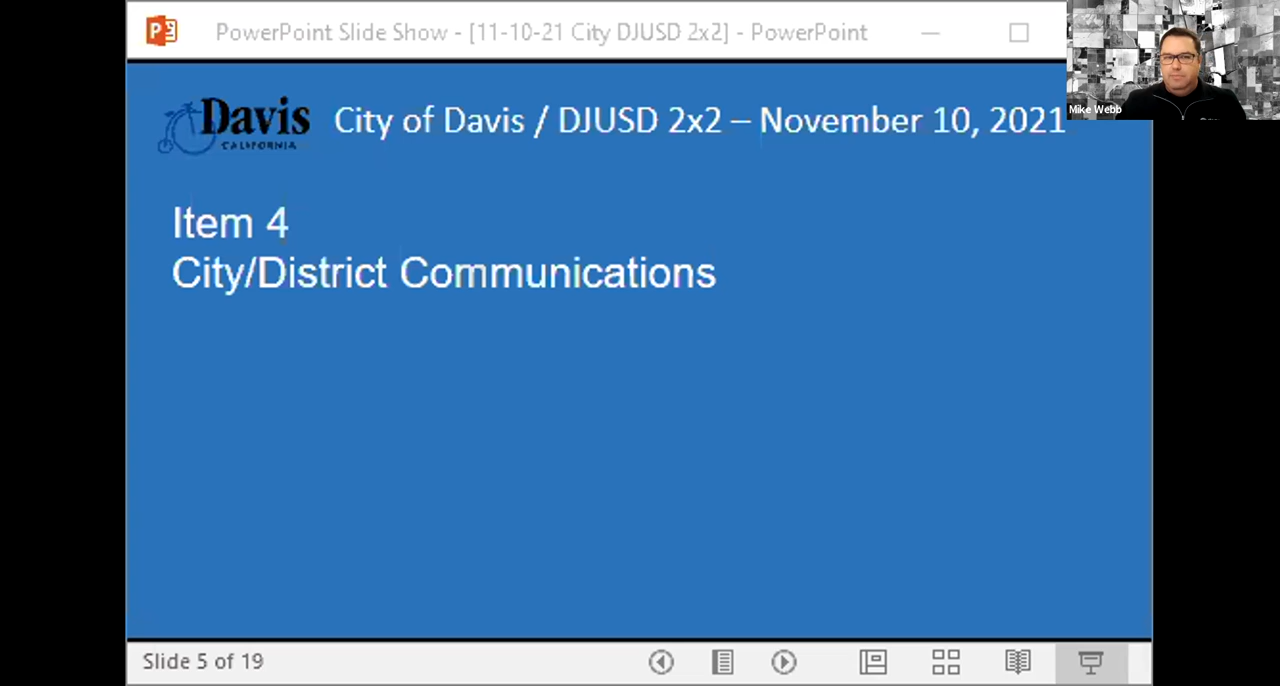 PowerPoint Slide Show - [11-10-21 City DJUSD 2x2] - PowerPoint
Mike Webb
Davis
CALIFORNIA
City of Davis / DJUSD 2x2 – November 10, 2021
Item 4
City/District Communications
Slide 5 of 19